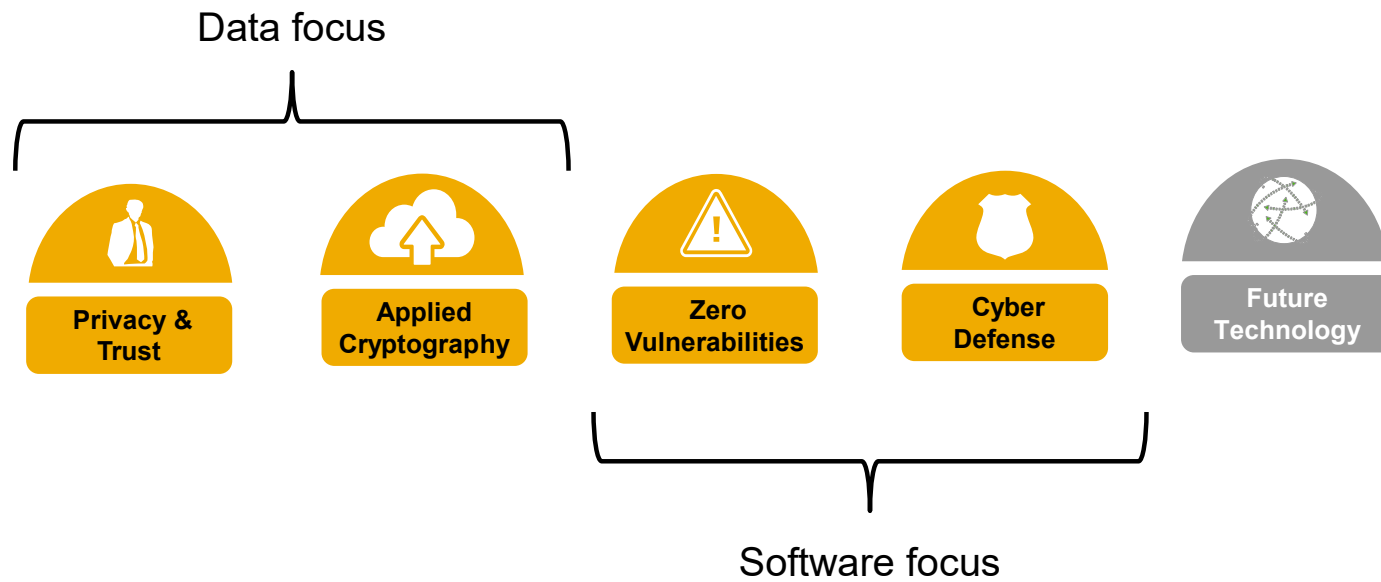 Data focus
Privacy &
Trust
Applied
Cryptography
!
Zero
Vulnerabilities
Cyber
Defense
Future
Technology
Software focus